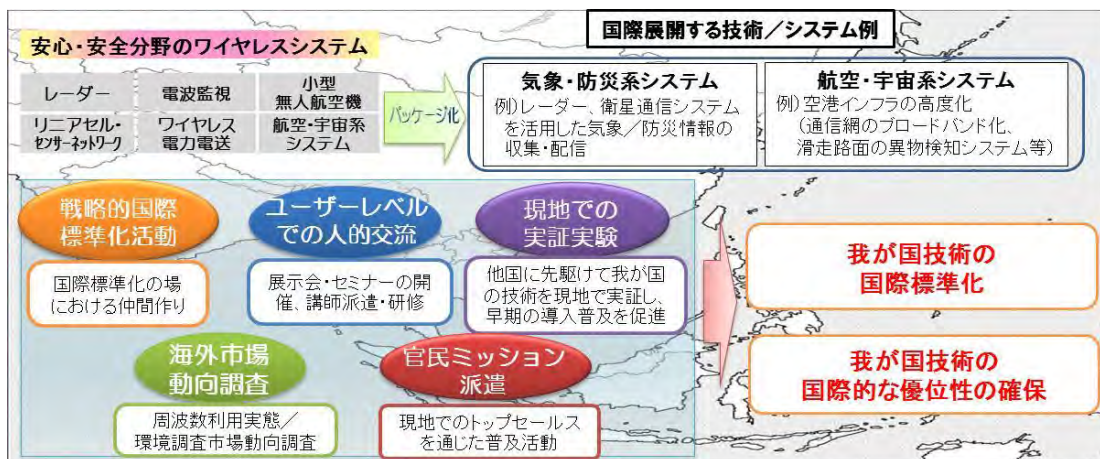 安心・安全分野のワイヤレスシステム
レーダー
電波監視
小型
無人航空機
リニアセル・
センサーネットワーク
ワイヤレス
電力電送
航空・宇宙系
システム
パッケージ化
国際展開する技術/システム例
気象・防災系システム
例)レーダー、衛星通信システム
を活用した気象/防災情報の
収集・配信
航空・宇宙系システム
例)空港インフラの高度化
(通信網のブロードバンド化、
滑走路面の異物検知システム等)
戦略的国際
標準化活動
国際標準化の場
における仲間作り
ユーザーレベル
での人的交流
展示会・セミナーの開
催、講師派遣・研修
現地での
実証実験
他国に先駆けて我が国
の技術を現地で実証し、
早期の導入普及を促進
海外市場
動向調査
周波数利用実態/
環境調査市場動向調査
官民ミッション
派遣
現地でのトップセールス
を通じた普及活動
我が国技術の
国際標準化
我が国技術の
国際的な優位性の確保